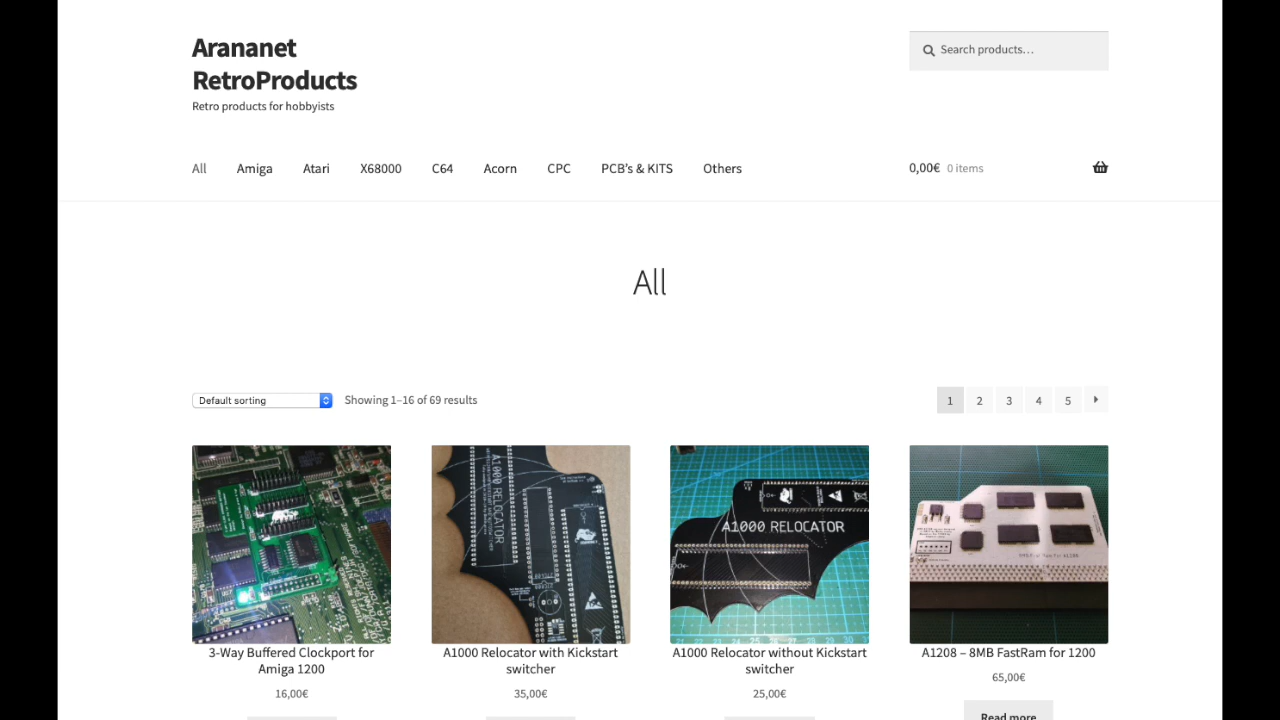 Arananet
RetroProducts
Retro products for hobbyists
Search products...
All Amiga Atari X68000 C64 Acorn CPC PCB's & KITS Others
0,00€ 0 items
All
Default sorting
Showing 1–16 of 69 results
1 2 3 4 5
A1000 RELOCATOR
A1000 RELOCATOR
3-Way Buffered Clockport for
Amiga 1200
16,00€
A1000 Relocator with Kickstart
switcher
35,00€
A1000 Relocator without Kickstart
switcher
25,00€
A1208 – 8MB FastRam for 1200
65,00€
Read more